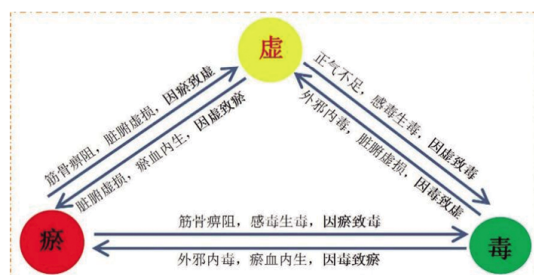 虚
筋骨痹阻，脏腑虚损，因瘀致虚
脏腑虚损，瘀血内生，因虚致瘀
正气不足，感毒生毒，因虚致毒
外邪内毒，脏腑虚损，因毒致虚
瘀
筋骨痹阻，感毒生毒，因瘀致毒
外邪内毒，瘀血内生，因毒致瘀
毒